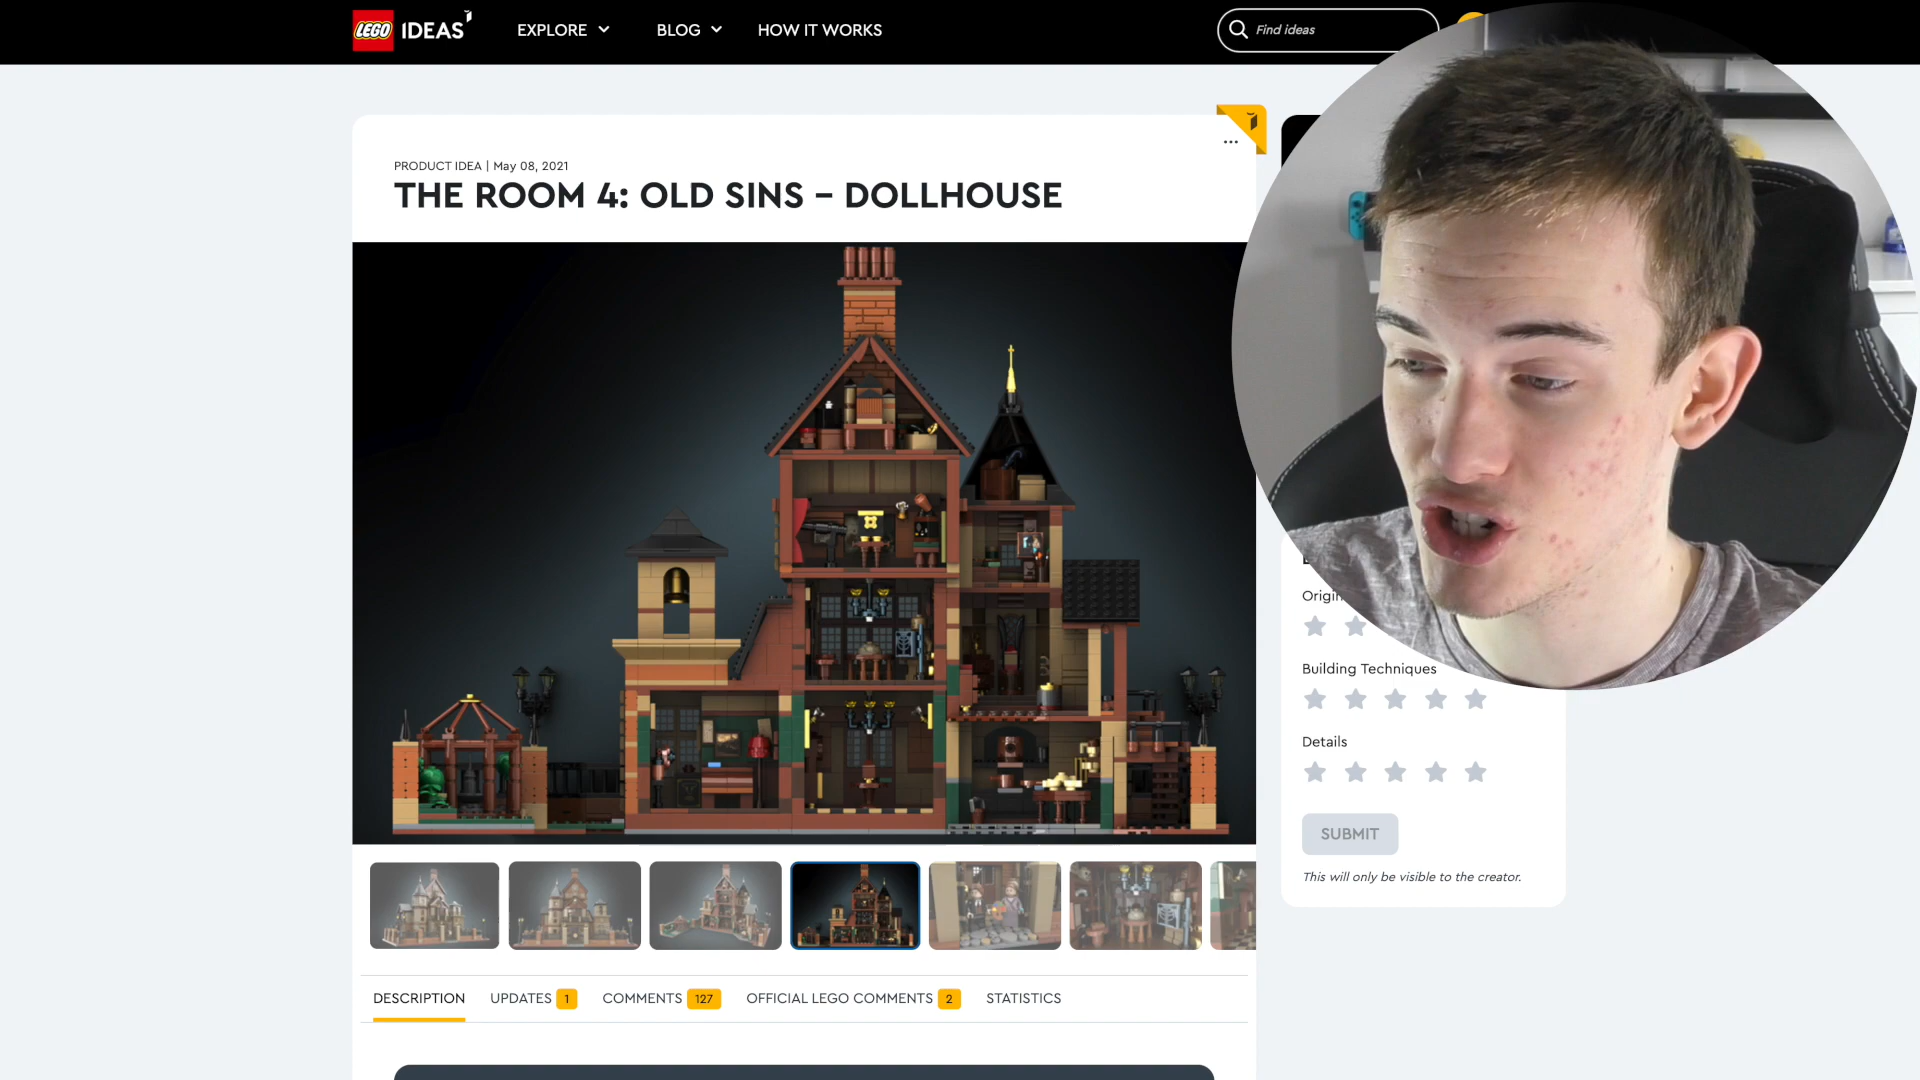 LEGO IDEAS
EXPLORE
BLOG
HOW IT WORKS
Find ideas
PRODUCT IDEA | May 08, 2021
...
THE ROOM 4: OLD SINS – DOLLHOUSE
Building Techniques
Details
SUBMIT
This will only be visible to the creator.
DESCRIPTION
UPDATES 1
COMMENTS 127
OFFICIAL LEGO COMMENTS 2
STATISTICS